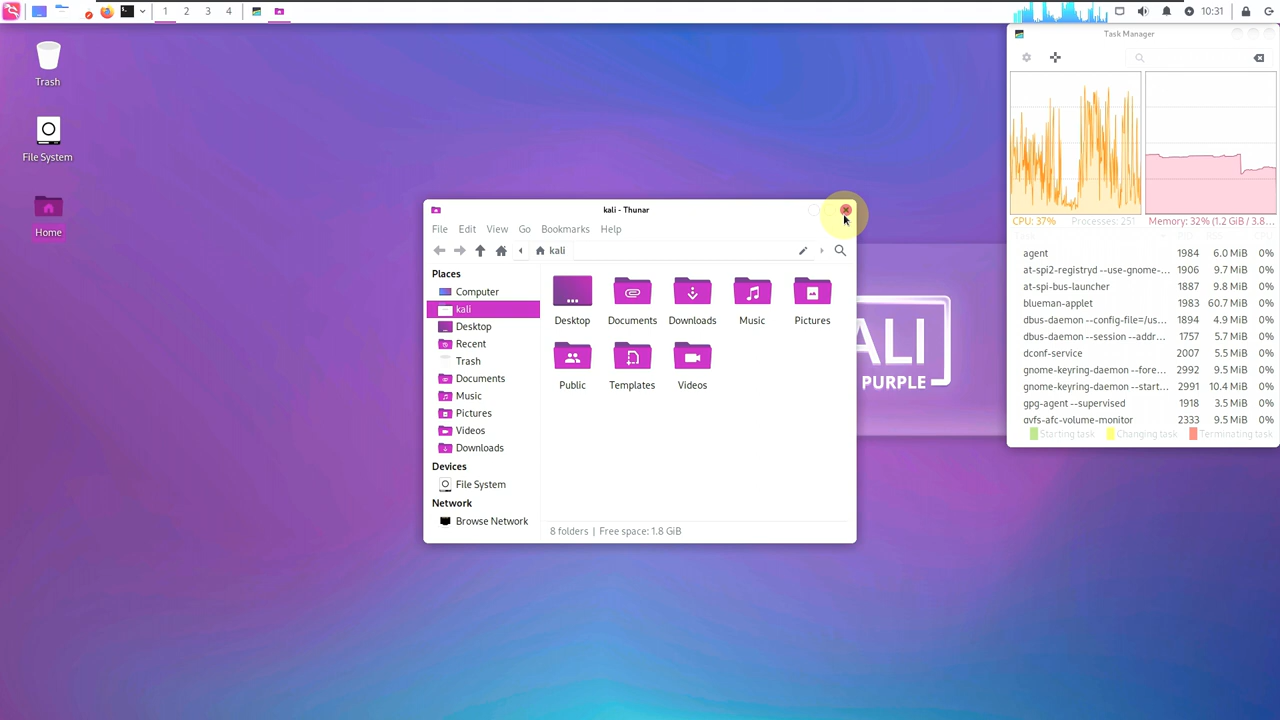 1 2 3 4 10:31
Trash
File System
Home
kali - Thunar
File Edit View Go Bookmarks Help
kali
Places
Computer
kali
Desktop
Recent
Trash
Documents
Music
Pictures
Videos
Downloads
Devices
File System
Network
Browse Network
Desktop Documents Downloads Music Pictures
Public Templates Videos
8 folders | Free space: 1.8 GiB
ALI
PURPLE
Task Manager
CPU: 37% Processes: 251 Memory: 32% (1.2 GiB / 3.8...
Task
agent 1984 6.0 MiB 0%
at-spi2-registryd --use-gnome-... 1906 9.7 MiB 0%
at-spi-bus-launcher 1887 9.8 MiB 0%
blueman-applet 1983 60.7 MiB 0%
dbus-daemon --config-file=/us... 1894 4.9 MiB 0%
dbus-daemon --session --addr... 1757 5.7 MiB 0%
dconf-service 2007 5.5 MiB 0%
gnome-keyring-daemon --fore... 2992 9.5 MiB 0%
gnome-keyring-daemon --start... 2991 10.4 MiB 0%
gpg-agent --supervised 1918 3.5 MiB 0%
gvfs-afc-volume-monitor 2333 9.5 MiB 0%
Starting task Changing task Terminating task